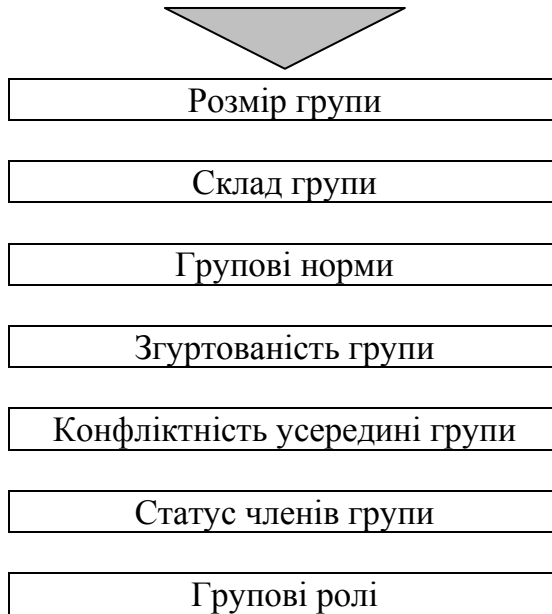 Розмір групи
Склад групи
Групові норми
Згуртованість групи
Конфліктність усередині групи
Статус членів групи
Групові ролі